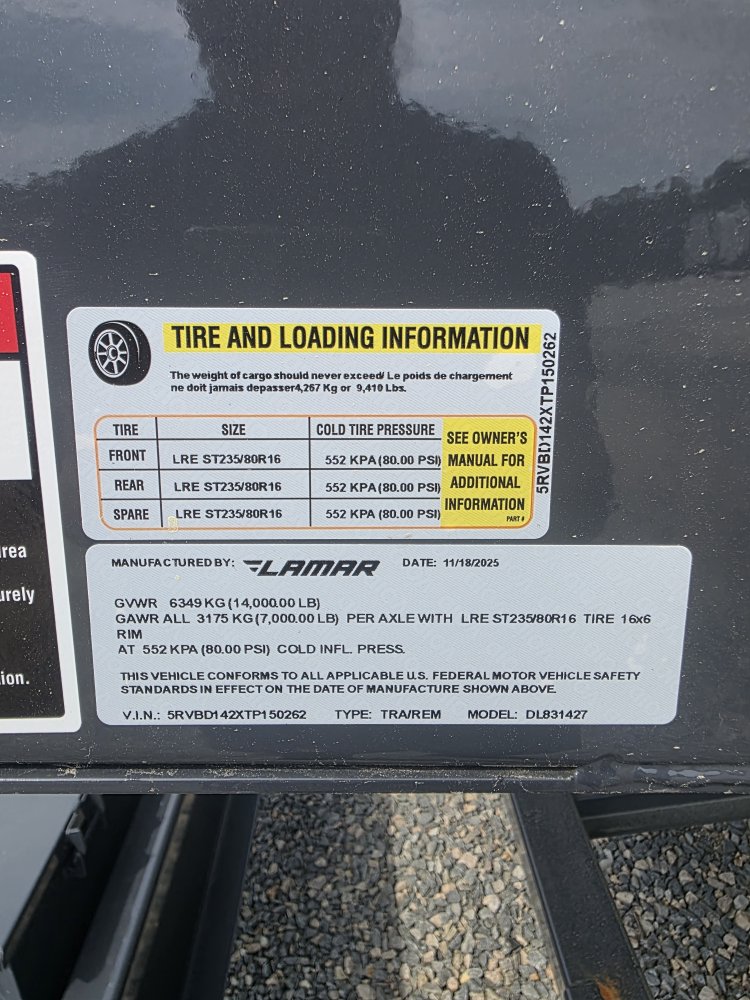 TIRE AND LOADING INFORMATION
The weight of cargo should never exceed/ Le poids de chargement
ne doit jamais depasser4,267 Kg or 9,410 Lbs.
TIRE SIZE COLD TIRE PRESSURE
FRONT LRE ST235/80R16 552 KPA (80.00 PSI)
REAR LRE ST235/80R16 552 KPA (80.00 PSI)
SPARE LRE ST235/80R16 552 KPA (80.00 PSI)
SEE OWNER'S
MANUAL FOR
ADDITIONAL
INFORMATION
PART #
5RVBD142XTP150262
rea
urely
ion.
MANUFACTURED BY: LAMAR DATE: 11/18/2025
GVWR 6349 KG (14,000.00 LB)
GAWR ALL 3175 KG (7,000.00 LB) PER AXLE WITH LRE ST235/80R16 TIRE 16x6
RIM
AT 552 KPA (80.00 PSI) COLD INFL. PRESS.
THIS VEHICLE CONFORMS TO ALL APPLICABLE U.S. FEDERAL MOTOR VEHICLE SAFETY
STANDARDS IN EFFECT ON THE DATE OF MANUFACTURE SHOWN ABOVE.
V.I.N.: 5RVBD142XTP150262 TYPE: TRA/REM MODEL: DL831427